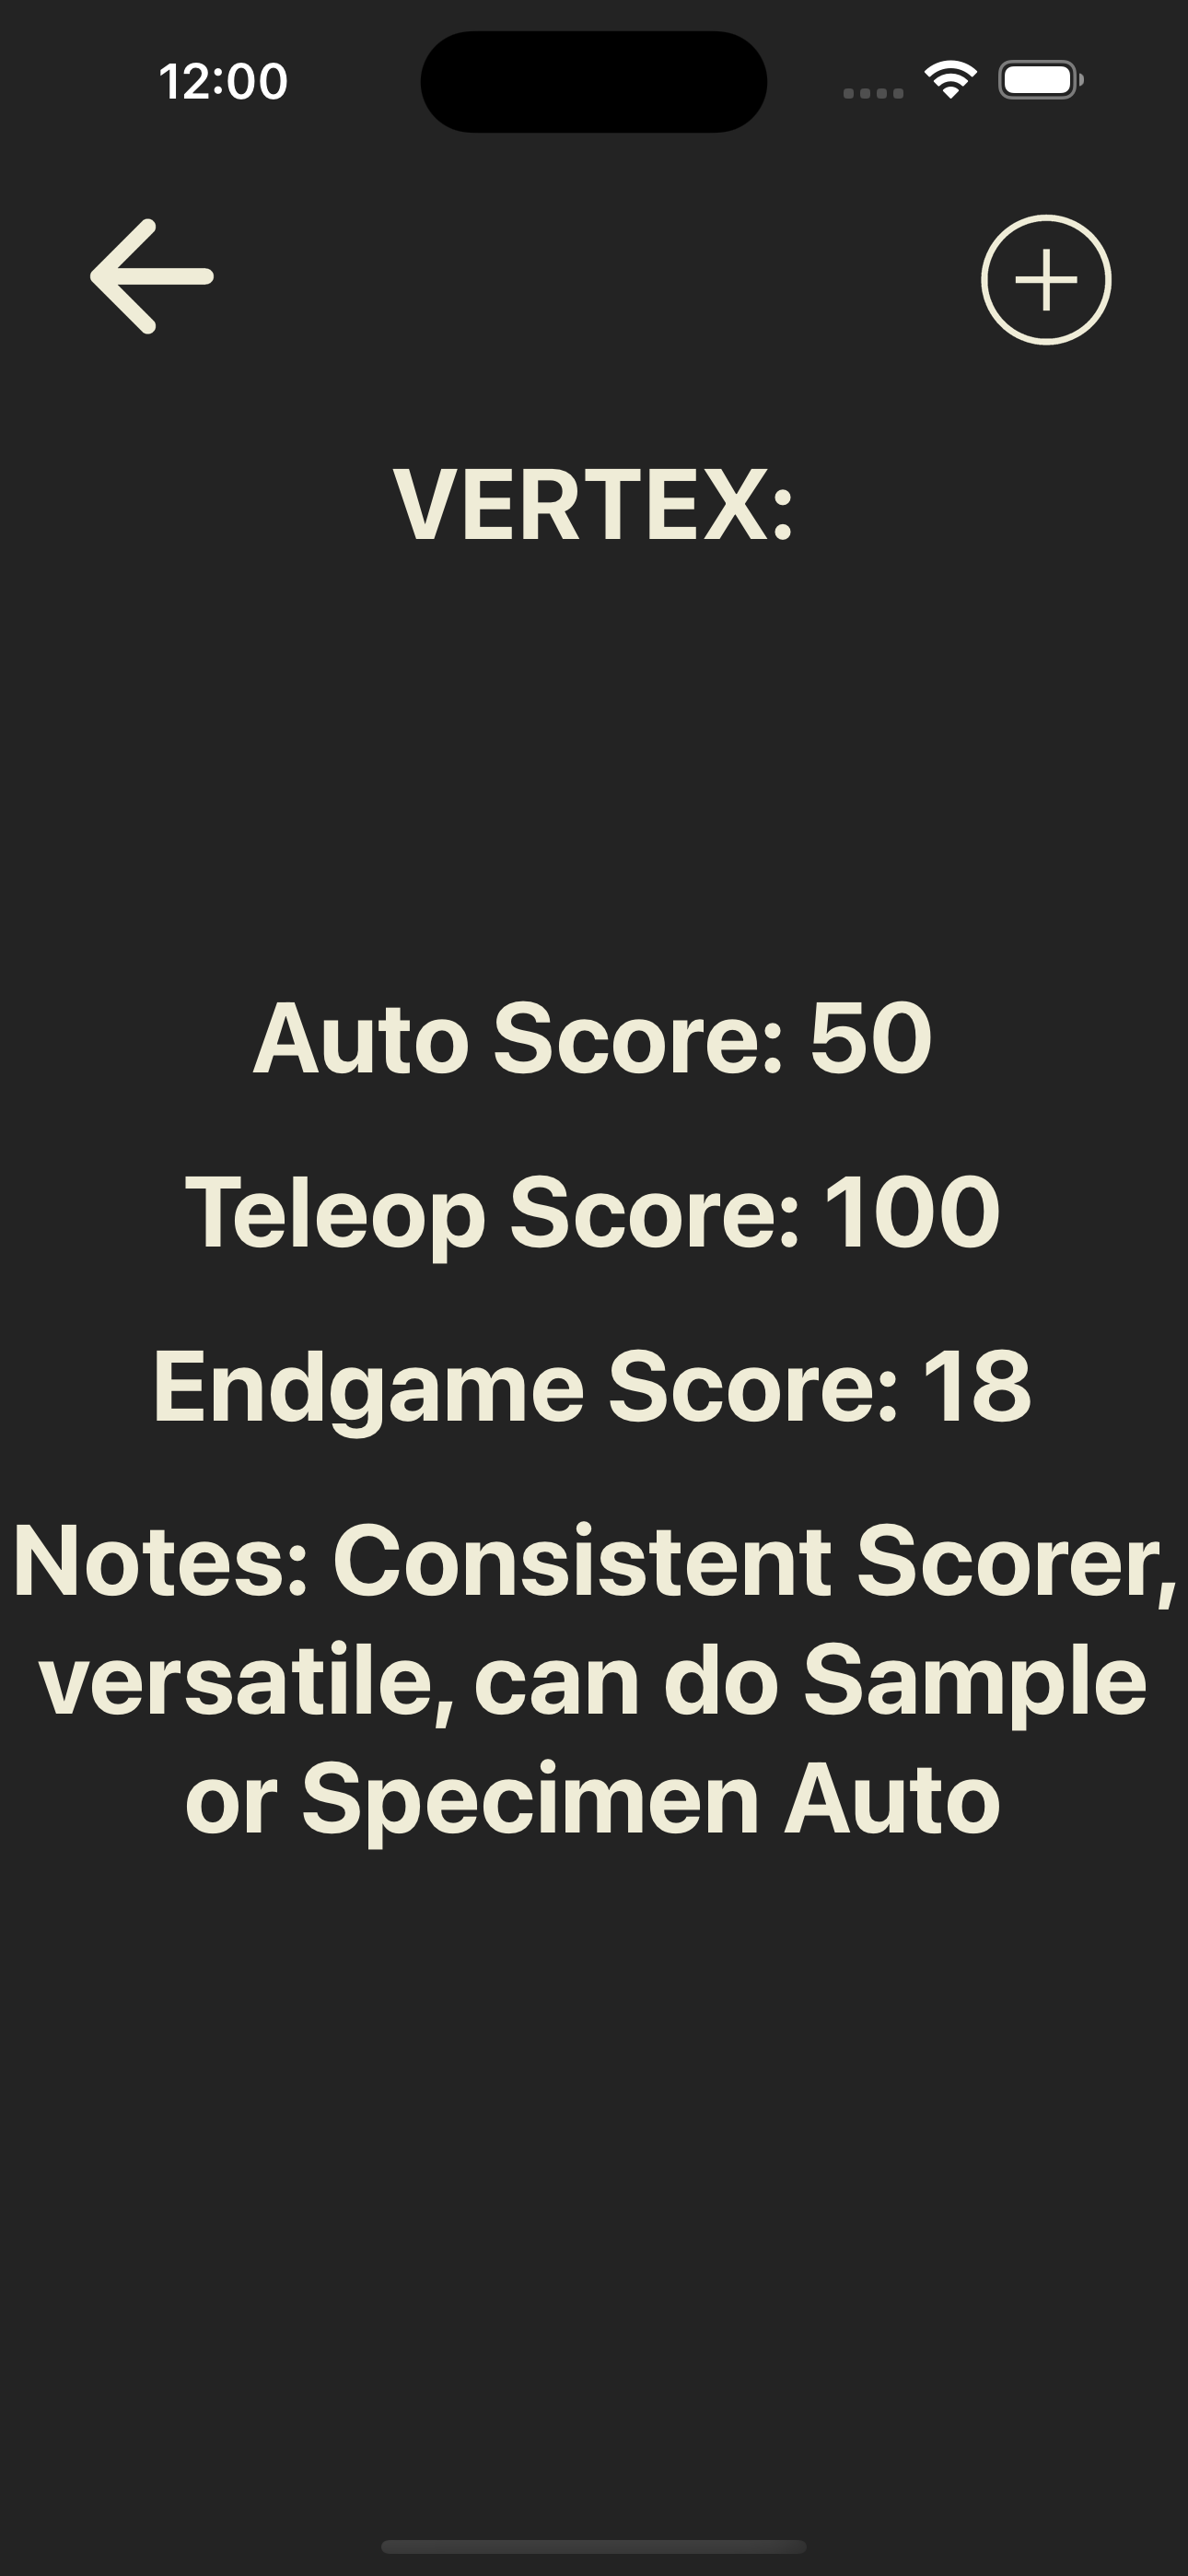 12:00
VERTEX:
Auto Score: 50
Teleop Score: 100
Endgame Score: 18
Notes: Consistent Scorer,
versatile, can do Sample
or Specimen Auto